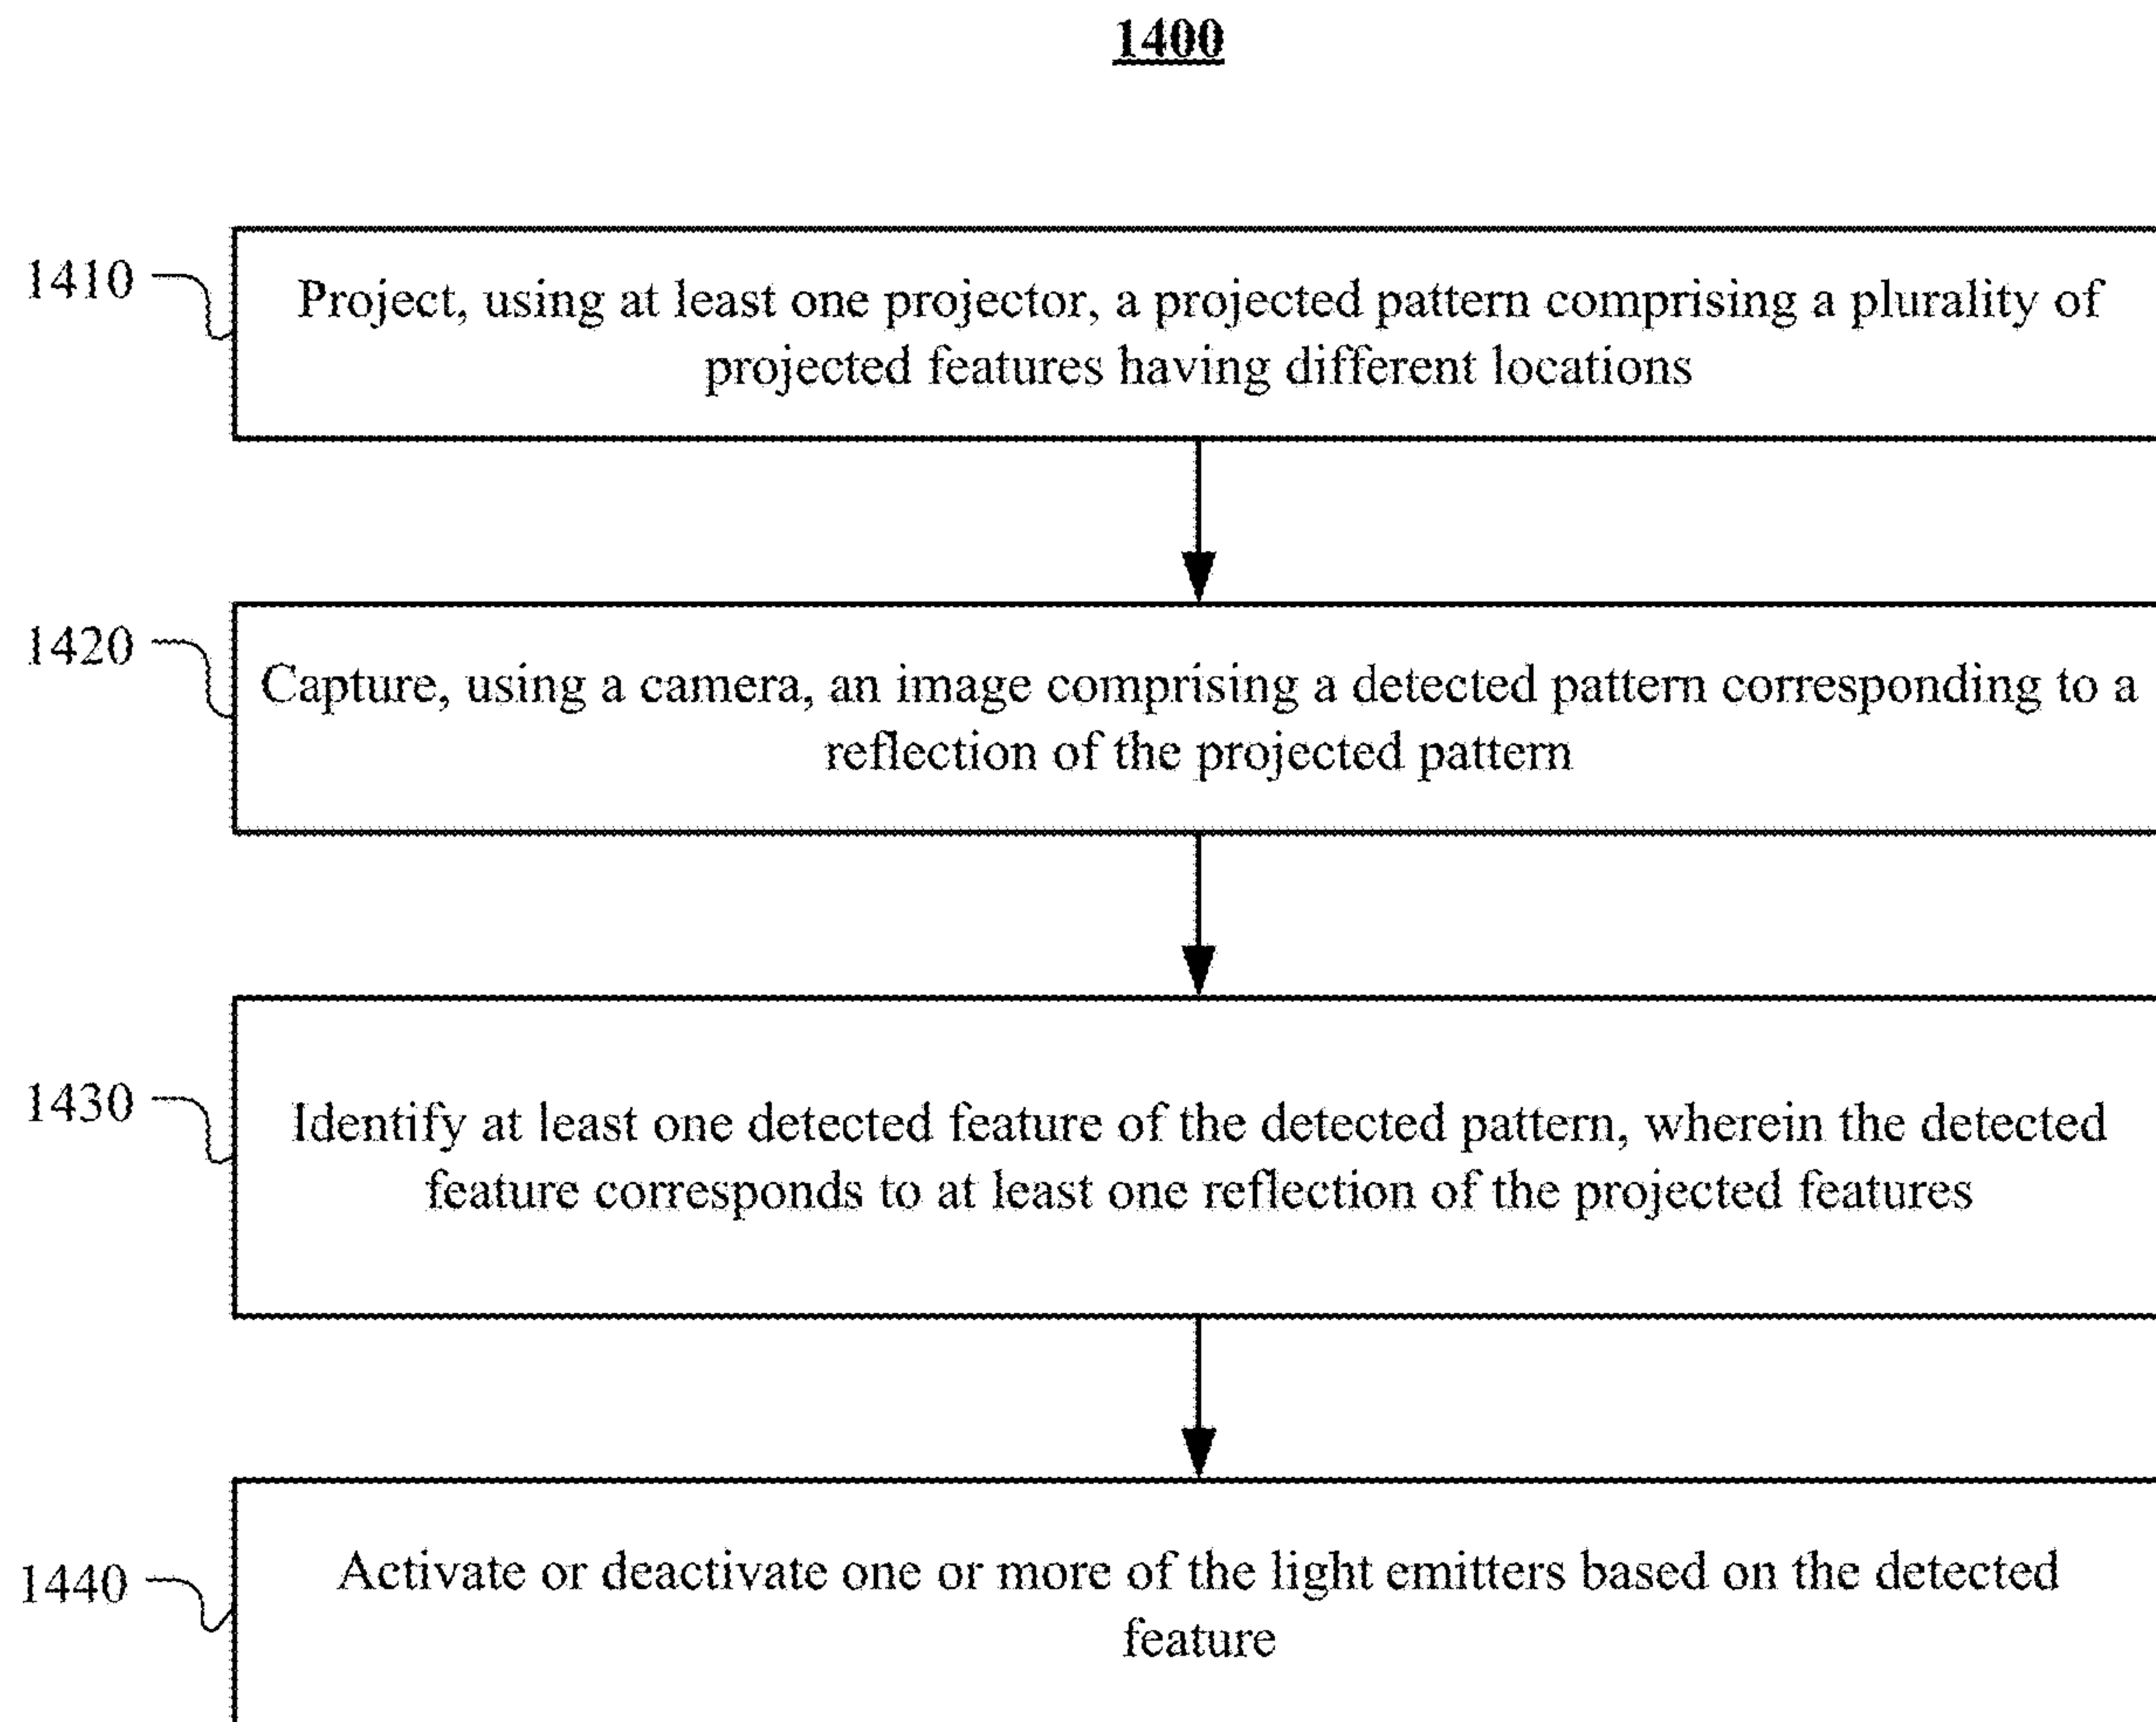 1400
1410
Project, using at least one projector, a projected pattern comprising a plurality of
projected features having different locations
1420
Capture, using a camera, an image comprising a detected pattern corresponding to a
reflection of the projected pattern
1430
Identify at least one detected feature of the detected pattern, wherein the detected
feature corresponds to at least one reflection of the projected features
1440
Activate or deactivate one or more of the light emitters based on the detected
feature